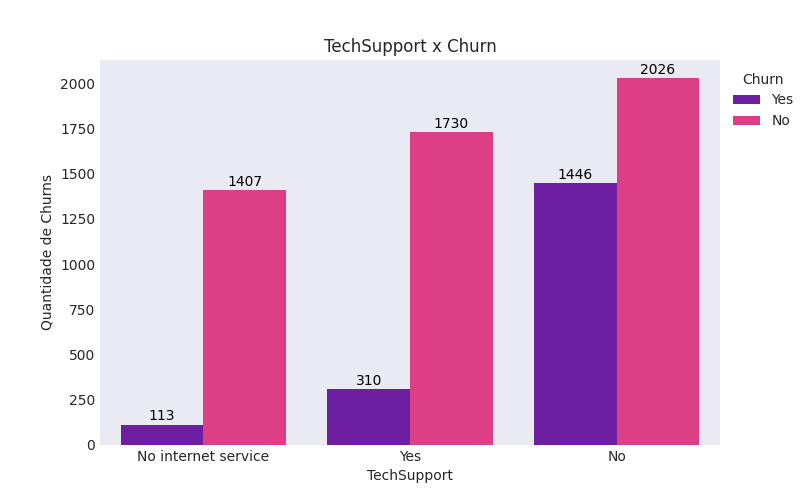 TechSupport x Churn
Churn
Yes
No
Quantidade de Churns
2000
1750
1500
1250
1000
750
500
250
0
113
1407
310
1730
1446
2026
No internet service
Yes
No
TechSupport